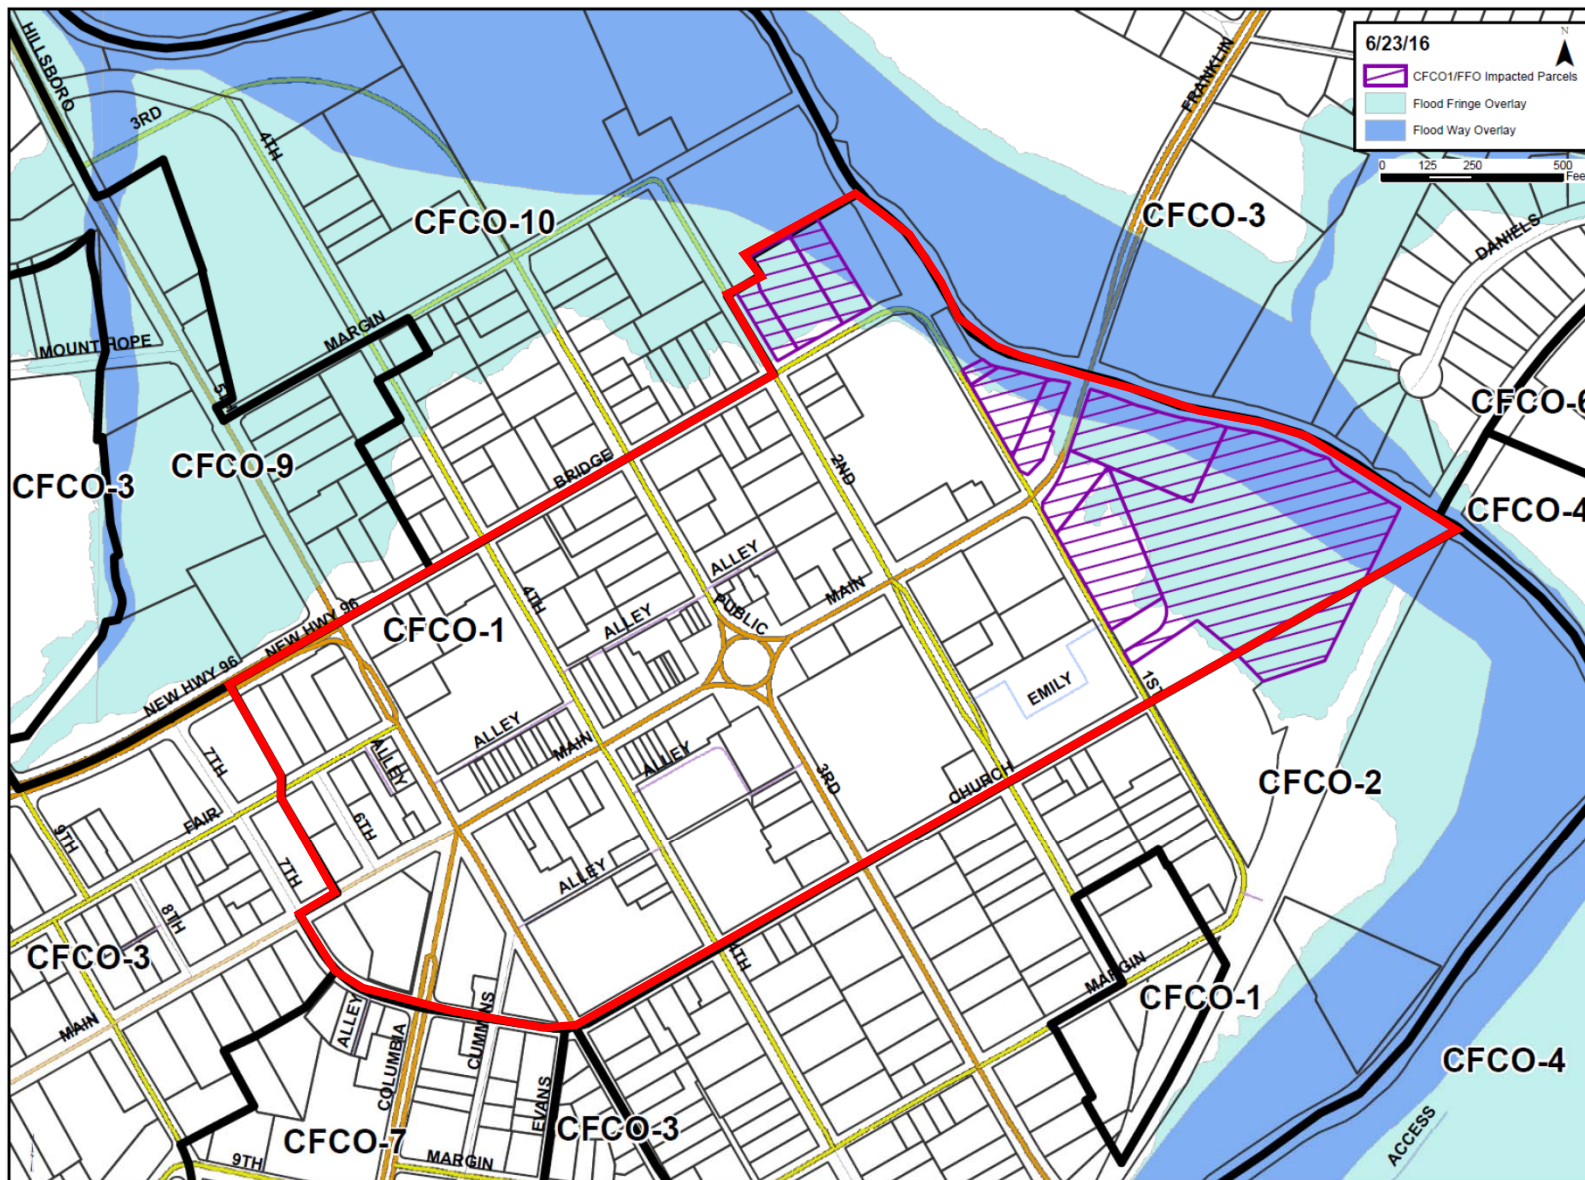 6/23/16
N
CFCO1/FFO Impacted Parcels
Flood Fringe Overlay
Flood Way Overlay
0 125 250 500
Fee
HILLSBORO
3RD
4TH
FRANKLIN
CFCO-10
CFCO-3
DANIELS
MARGIN
MOUNT HOPE
CFCO-6
CFCO-9
CFCO-3
BRIDGE
2ND
CFCO-4
ALLEY
4TH
ALLEY
PUBLIC
MAIN
CFCO-1
NEW HWY 96
NEW HWY 96
EMILY
1ST
ALLEY
MAIN
ALLEY
7TH
ALLEY
3RD
CHURCH
CFCO-2
FAIR
6TH
9TH
7TH
ALLEY
8TH
CFCO-3
4TH
MARGIN
CFCO-1
MAIN
ALLEY
COLUMBIA
CUMMINS
EVANS
CFCO-4
CFCO-7
CFCO-3
9TH
MARGIN
ACCESS